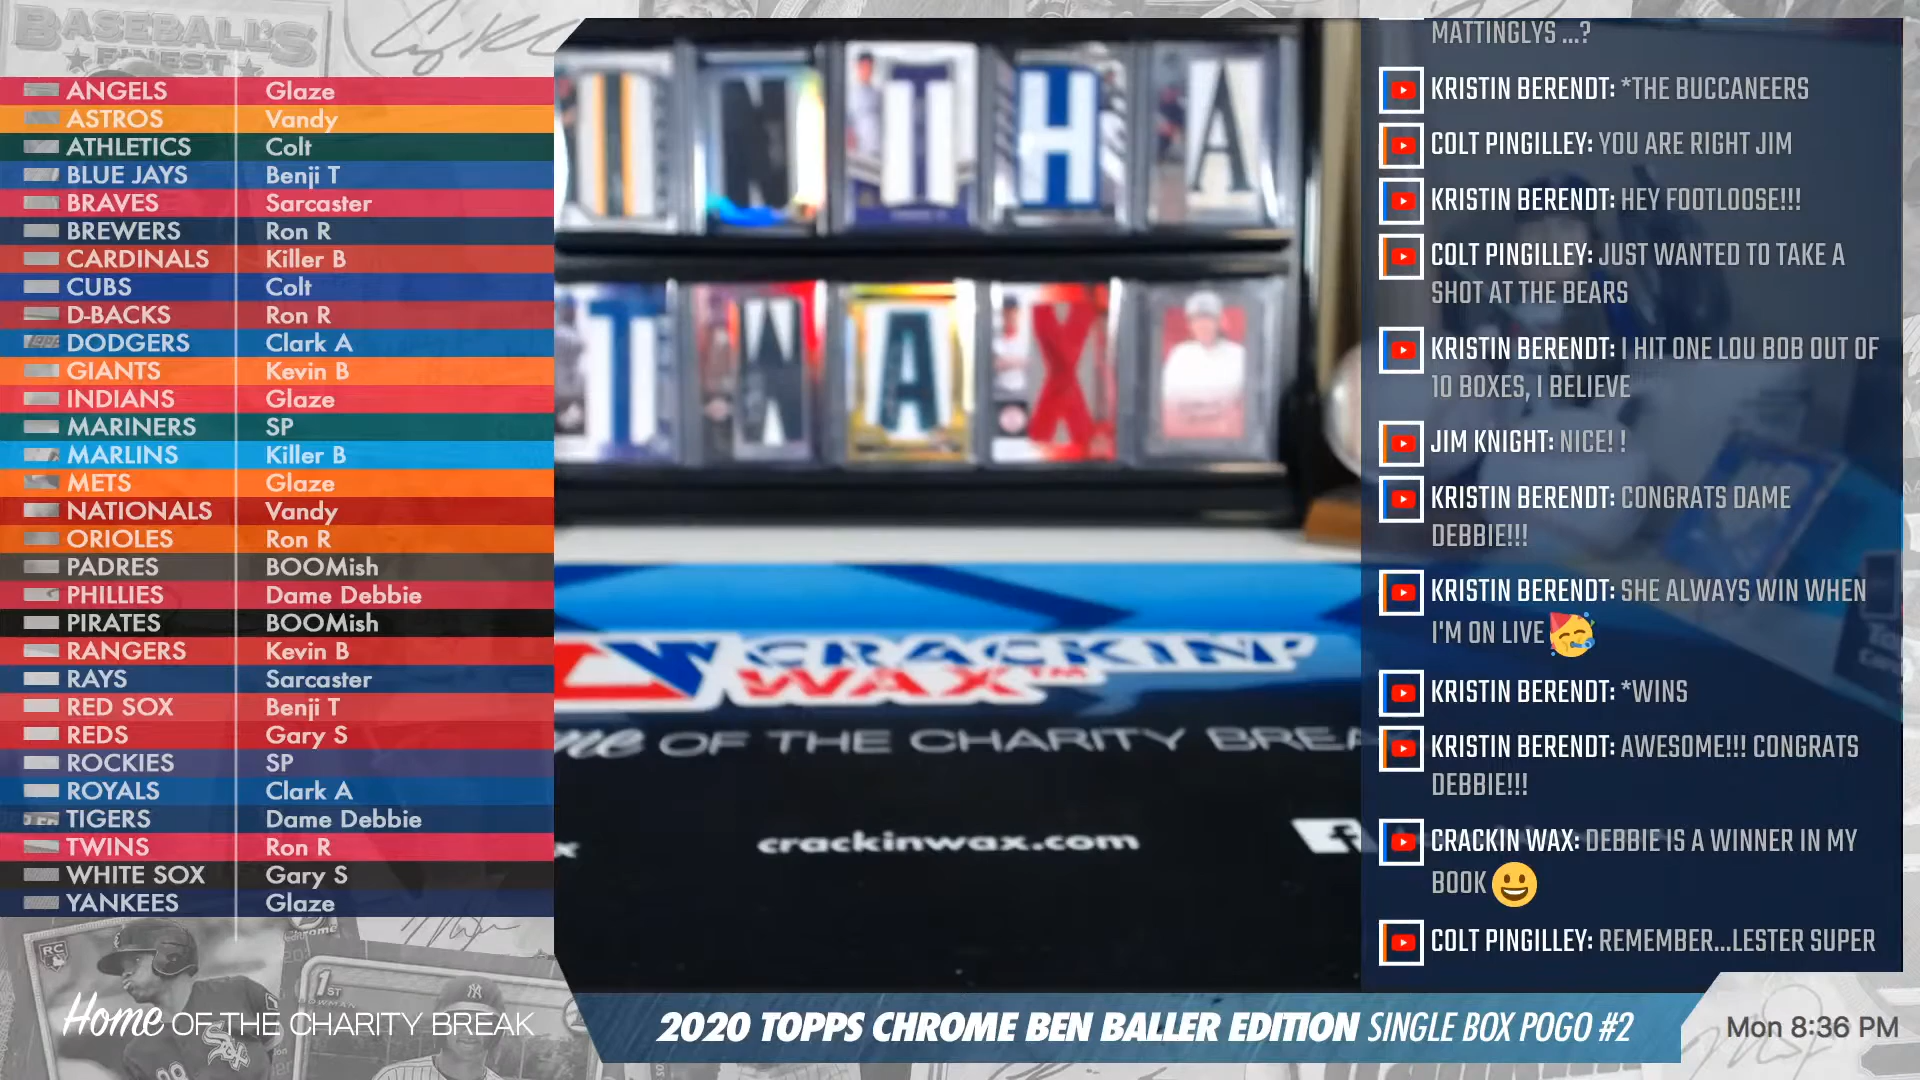 BASEBALL'S
FINEST
ANGELS Glaze
ASTROS Vandy
ATHLETICS Colt
BLUE JAYS Benji T
BRAVES Sarcaster
BREWERS Ron R
CARDINALS Killer B
CUBS Colt
D-BACKS Ron R
DODGERS Clark A
GIANTS Kevin B
INDIANS Glaze
MARINERS SP
MARLINS Killer B
METS Glaze
NATIONALS Vandy
ORIOLES Ron R
PADRES BOOMish
PHILLIES Dame Debbie
PIRATES BOOMish
RANGERS Kevin B
RAYS Sarcaster
RED SOX Benji T
REDS Gary S
ROCKIES SP
ROYALS Clark A
TIGERS Dame Debbie
TWINS Ron R
WHITE SOX Gary S
YANKEES Glaze
RC
1ST
Home OF THE CHARITY BREAK
I N T H A
T W A X
CRACKIN'
WAX™
OF THE CHARITY BREA
crackinwax.com
MATTINGLYS ...?
KRISTIN BERENDT: *THE BUCCANEERS
COLT PINGILLEY: YOU ARE RIGHT JIM
KRISTIN BERENDT: HEY FOOTLOOSE!!!
COLT PINGILLEY: JUST WANTED TO TAKE A
SHOT AT THE BEARS
KRISTIN BERENDT: I HIT ONE LOU BOB OUT OF
10 BOXES, I BELIEVE
JIM KNIGHT: NICE! !
KRISTIN BERENDT: CONGRATS DAME
DEBBIE!!!
KRISTIN BERENDT: SHE ALWAYS WIN WHEN
I'M ON LIVE 🥳
KRISTIN BERENDT: *WINS
KRISTIN BERENDT: AWESOME!!! CONGRATS
DEBBIE!!!
CRACKIN WAX: DEBBIE IS A WINNER IN MY
BOOK 😀
COLT PINGILLEY: REMEMBER...LESTER SUPER
2020 TOPPS CHROME BEN BALLER EDITION SINGLE BOX POGO #2
Mon 8:36 PM